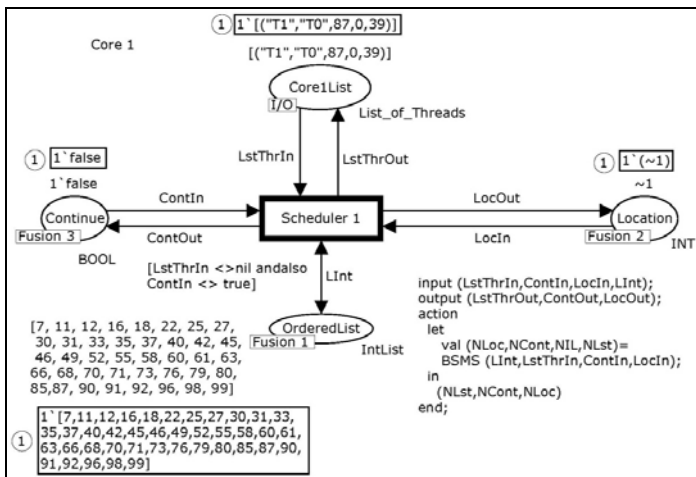 Core 1
1
1`[("T1","T0",87,0,39)]
[("T1","T0",87,0,39)]
Core1List
I/O
List_of_Threads
LstThrIn
LstThrOut
1
1`false
1`false
Continue
Fusion 3
BOOL
ContIn
ContOut
Scheduler 1
LocOut
LocIn
1
1`(~1)
~1
Location
Fusion 2
INT
[LstThrIn <>nil andalso
ContIn <> true]
LInt
OrderedList
Fusion 1
IntList
input (LstThrIn,ContIn,LocIn,LInt);
output (LstThrOut,ContOut,LocOut);
action
let
val (NLoc,NCont,NIL,NLst)=
BSMS (LInt,LstThrIn,ContIn,LocIn);
in
(NLst,NCont,NLoc)
end;
[7, 11, 12, 16, 18, 22, 25, 27,
30, 31, 33, 35, 37, 40, 42, 45,
46, 49, 52, 55, 58, 60, 61, 63,
66, 68, 70, 71, 73, 76, 79, 80,
85,87, 90, 91, 92, 96, 98, 99]
1
1`[7,11,12,16,18,22,25,27,30,31,33,
35,37,40,42,45,46,49,52,55,58,60,61,
63,66,68,70,71,73,76,79,80,85,87,90,
91,92,96,98,99]